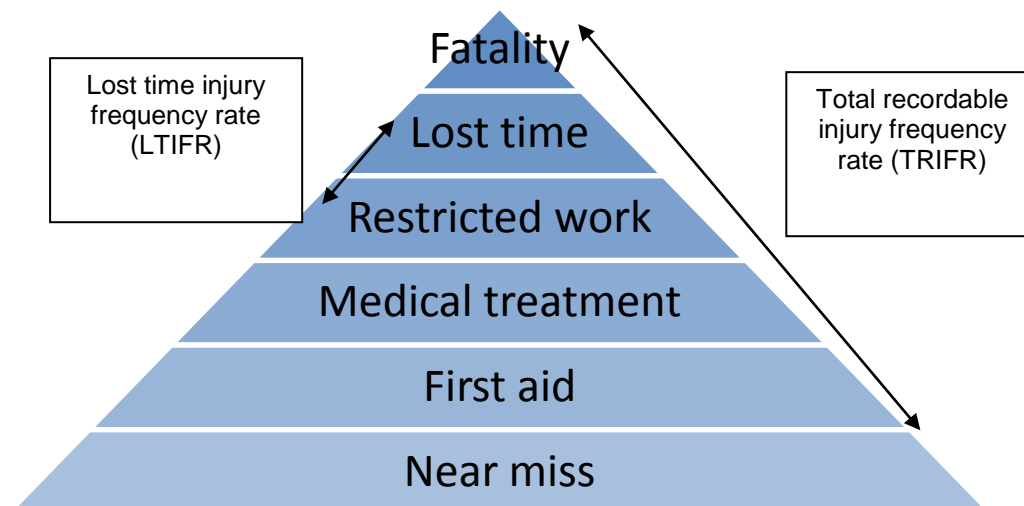 Fatality
Lost time injury
frequency rate
(LTIFR)
Total recordable
injury frequency
rate (TRIFR)
Lost time
Restricted work
Medical treatment
First aid
Near miss